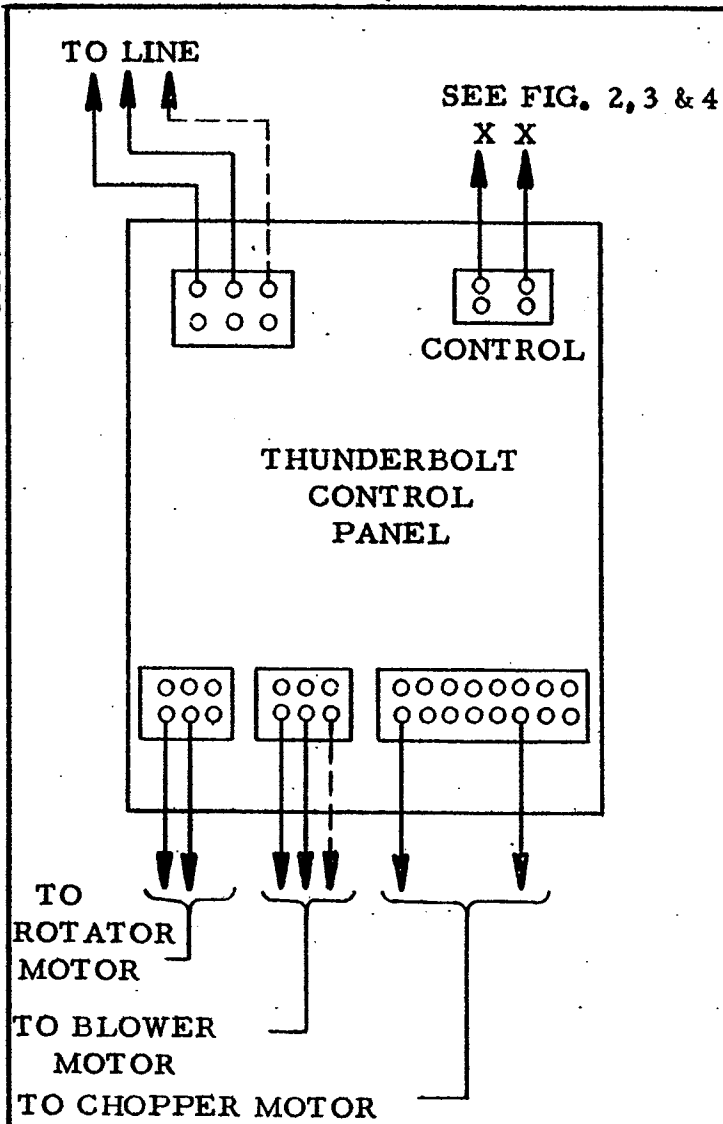 TO LINE
SEE FIG. 2, 3 & 4
X X
CONTROL
THUNDERBOLT
CONTROL
PANEL
TO
ROTATOR
MOTOR
TO BLOWER
MOTOR
TO CHOPPER MOTOR